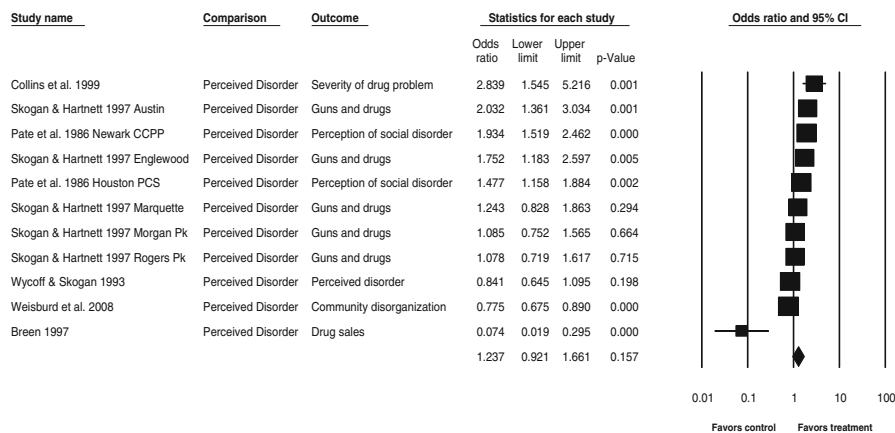 Study name Comparison Outcome Statistics for each study Odds ratio and 95% CI
Odds ratio Lower limit Upper limit p-Value
Collins et al. 1999 Perceived Disorder Severity of drug problem 2.839 1.545 5.216 0.001
Skogan & Hartnett 1997 Austin Perceived Disorder Guns and drugs 2.032 1.361 3.034 0.001
Pate et al. 1986 Newark CCPP Perceived Disorder Perception of social disorder 1.934 1.519 2.462 0.000
Skogan & Hartnett 1997 Englewood Perceived Disorder Guns and drugs 1.752 1.183 2.597 0.005
Pate et al. 1986 Houston PCS Perceived Disorder Perception of social disorder 1.477 1.158 1.884 0.002
Skogan & Hartnett 1997 Marquette Perceived Disorder Guns and drugs 1.243 0.828 1.863 0.294
Skogan & Hartnett 1997 Morgan Pk Perceived Disorder Guns and drugs 1.085 0.752 1.565 0.664
Skogan & Hartnett 1997 Rogers Pk Perceived Disorder Guns and drugs 1.078 0.719 1.617 0.715
Wycoff & Skogan 1993 Perceived Disorder Perceived disorder 0.841 0.645 1.095 0.198
Weisburd et al. 2008 Perceived Disorder Community disorganization 0.775 0.675 0.890 0.000
Breen 1997 Perceived Disorder Drug sales 0.074 0.019 0.295 0.000
1.237 0.921 1.661 0.157
0.01 0.1 1 10 100
Favors control Favors treatment